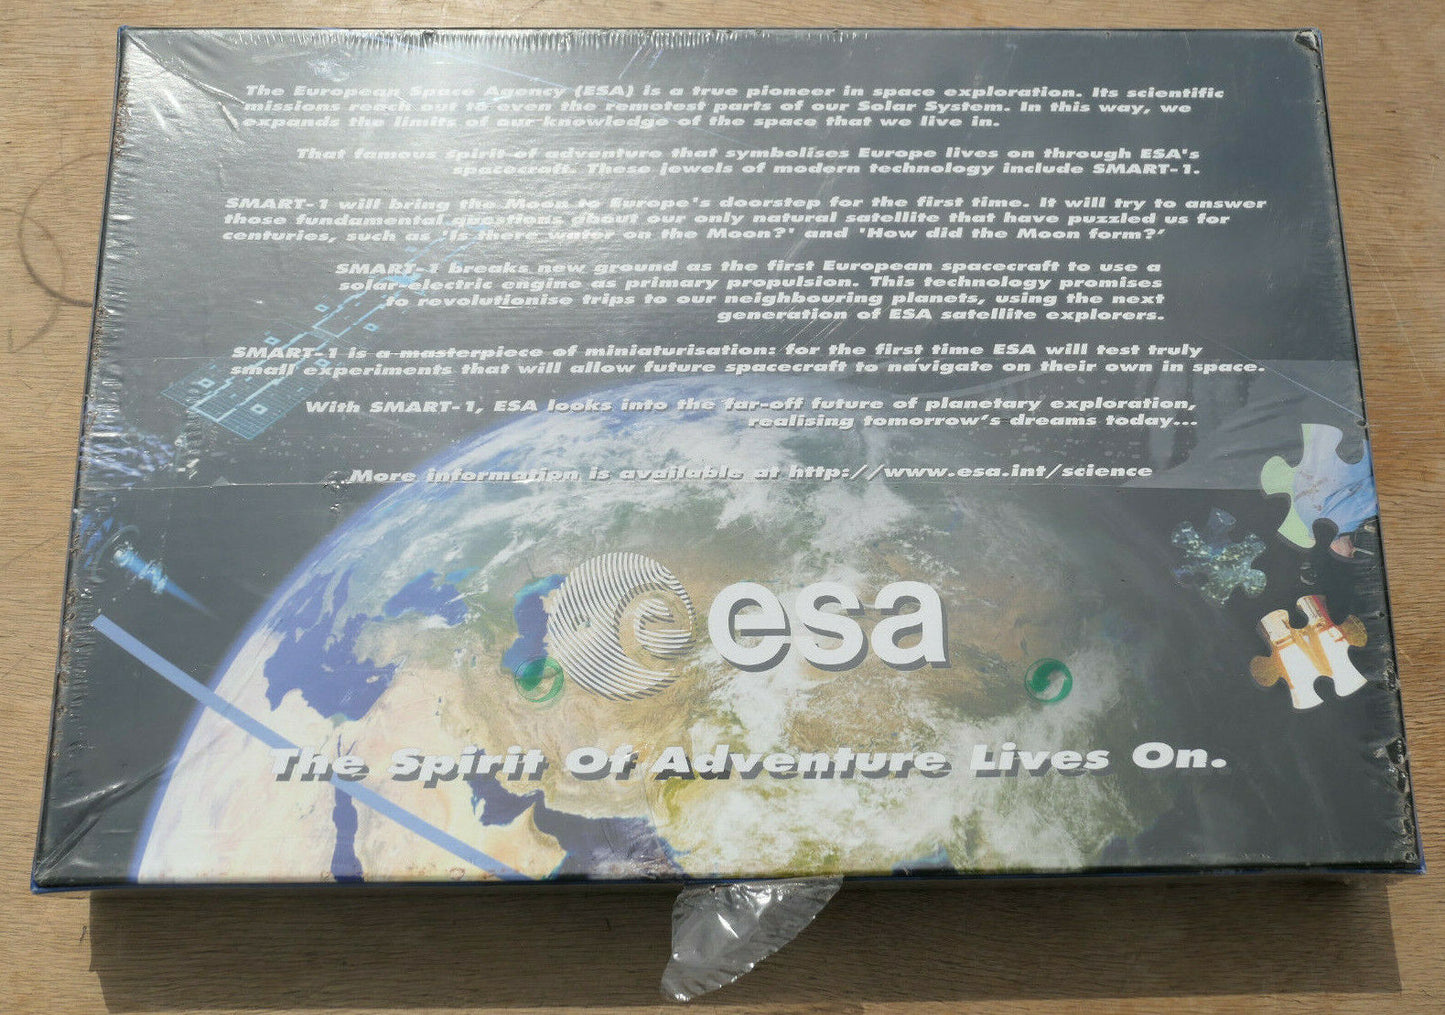 The European Space Agency (ESA) is a true pioneer in space exploration. Its scientific
missions reach out to even the remotest parts of our Solar System. In this way, we
expands the limits of our knowledge of the space that we live in.
That famous spirit of adventure that symbolises Europe lives on through ESA's
spacecraft. These jewels of modern technology include SMART-1.
SMART-1 will bring the Moon to Europe's doorstep for the first time. It will try to answer
those fundamental questions about our only natural satellite that have puzzled us for
centuries, such as 'Is there water on the Moon?' and 'How did the Moon form?'
SMART-1 breaks new ground as the first European spacecraft to use a
solar-electric engine as primary propulsion. This technology promises
to revolutionise trips to our neighbouring planets, using the next
generation of ESA satellite explorers.
SMART-1 is a masterpiece of miniaturisation: for the first time ESA will test truly
small experiments that will allow future spacecraft to navigate on their own in space.
With SMART-1, ESA looks into the far-off future of planetary exploration,
realising tomorrow's dreams today...
More information is available at http://www.esa.int/science
e esa
The Spirit Of Adventure Lives On.